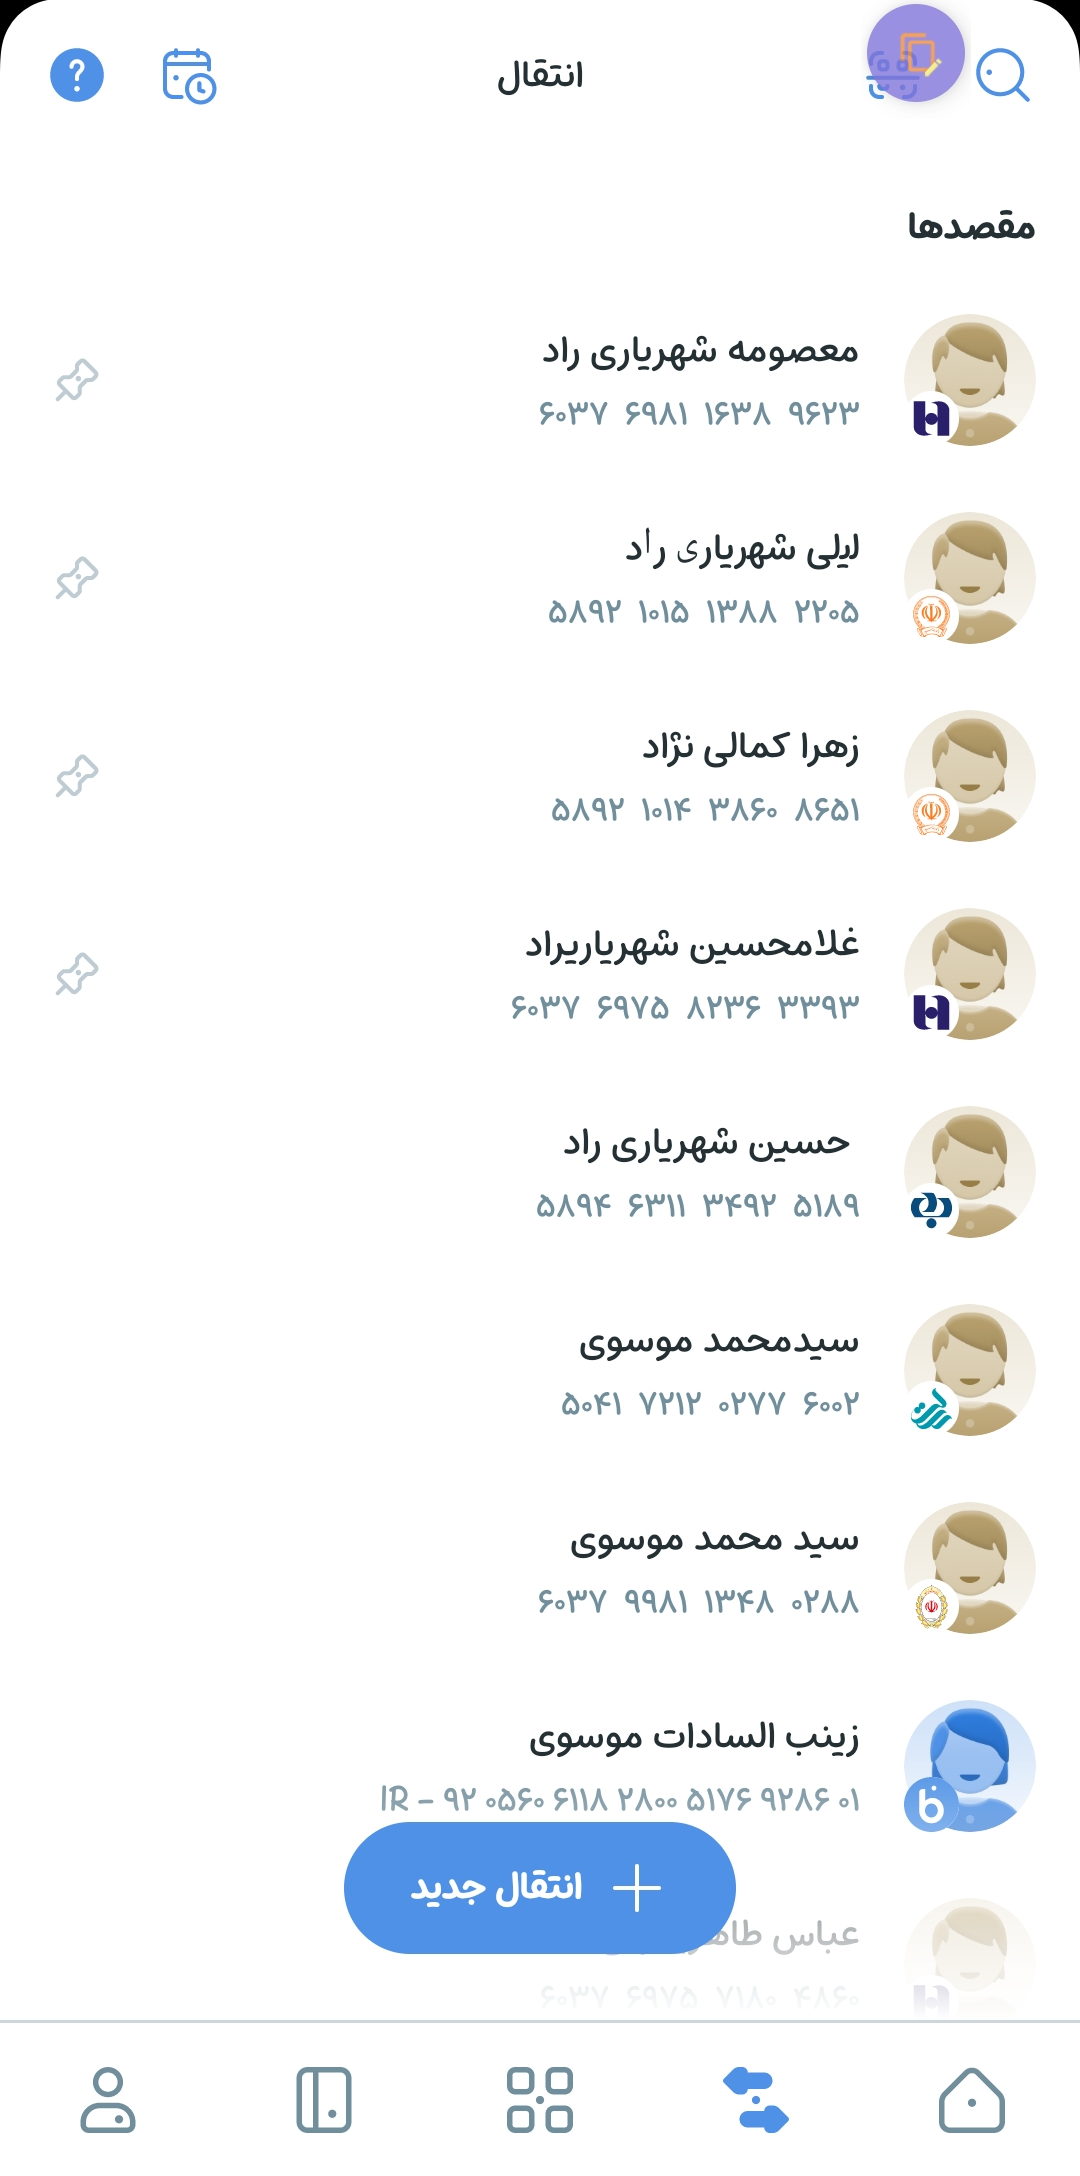 انتقال
مقصدها
معصومه شهریاری راد
۶۰۳۷ ۶۹۸۱ ۱۶۳۸ ۹۶۲۳
لیلی شهریاری راد
۵۸۹۲ ۱۰۱۵ ۱۳۸۸ ۲۲۰۵
زهرا کمالی نژاد
۵۸۹۲ ۱۰۱۴ ۳۸۶۰ ۸۶۵۱
غلامحسین شهریاریراد
۶۰۳۷ ۶۹۷۵ ۸۲۳۶ ۳۳۹۳
حسین شهریاری راد
۵۸۹۴ ۶۳۱۱ ۳۴۹۲ ۵۱۸۹
سیدمحمد موسوی
۵۰۴۱ ۷۲۱۲ ۰۲۷۷ ۶۰۰۲
سید محمد موسوی
۶۰۳۷ ۹۹۸۱ ۱۳۴۸ ۰۲۸۸
زینب السادات موسوی
IR - ۹۲ ۰۵۶۰ ۶۱۱۸ ۲۸۰۰ ۵۱۷۶ ۹۲۸۶ ۰۱
انتقال جدید
عباس
۶۰۳۷ ۶۹۷۵ ۷۱۸۰ ۴۸۶۰